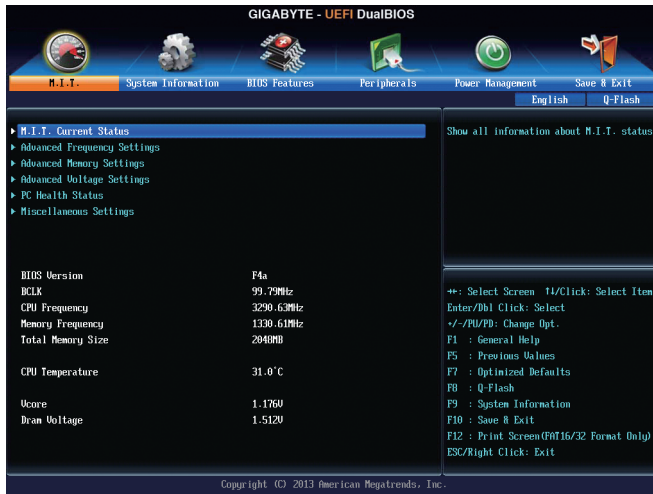 GIGABYTE - UEFI DualBIOS
M.I.T. System Information BIOS Features Peripherals Power Management Save & Exit
English Q-Flash
M.I.T. Current Status
Advanced Frequency Settings
Advanced Memory Settings
Advanced Voltage Settings
PC Health Status
Miscellaneous Settings
Show all information about M.I.T. status
BIOS Version F4a
BCLK 99.79MHz
CPU Frequency 3290.63MHz
Memory Frequency 1330.61MHz
Total Memory Size 2048MB
CPU Temperature 31.0°C
Vcore 1.176V
Dram Voltage 1.512V
→←: Select Screen ↑↓/Click: Select Item
Enter/Dbl Click: Select
+/-/PU/PD: Change Opt.
F1 : General Help
F5 : Previous Values
F7 : Optimized Defaults
F8 : Q-Flash
F9 : System Information
F10 : Save & Exit
F12 : Print Screen(FAT16/32 Format Only)
ESC/Right Click: Exit
Copyright (C) 2013 American Megatrends, Inc.